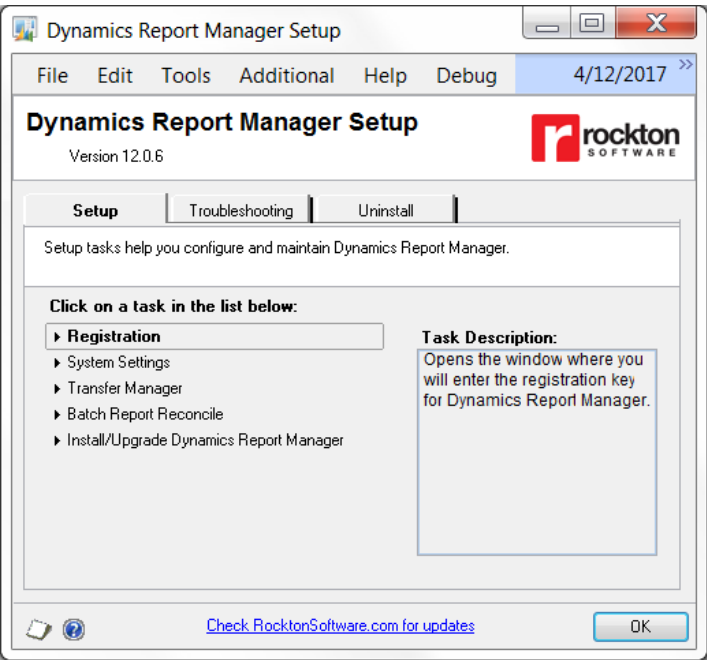 Dynamics Report Manager Setup
File Edit Tools Additional Help Debug 4/12/2017 »
Dynamics Report Manager Setup
Version 12.0.6
rockton
SOFTWARE
Setup Troubleshooting Uninstall
Setup tasks help you configure and maintain Dynamics Report Manager.
Click on a task in the list below:
Registration
System Settings
Transfer Manager
Batch Report Reconcile
Install/Upgrade Dynamics Report Manager
Task Description:
Opens the window where you
will enter the registration key
for Dynamics Report Manager.
Check RocktonSoftware.com for updates
OK